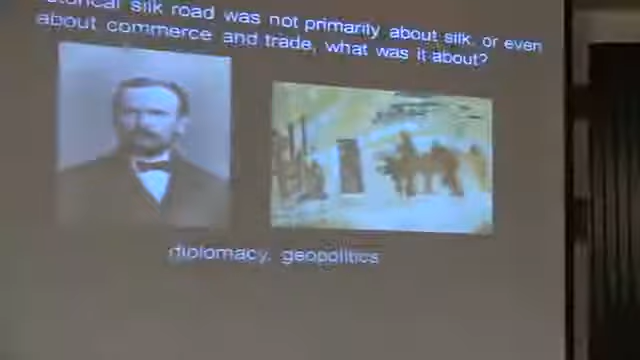 silk road was not primarily about silk, or even
about commerce and trade, what was it about?
diplomacy, geopolitics